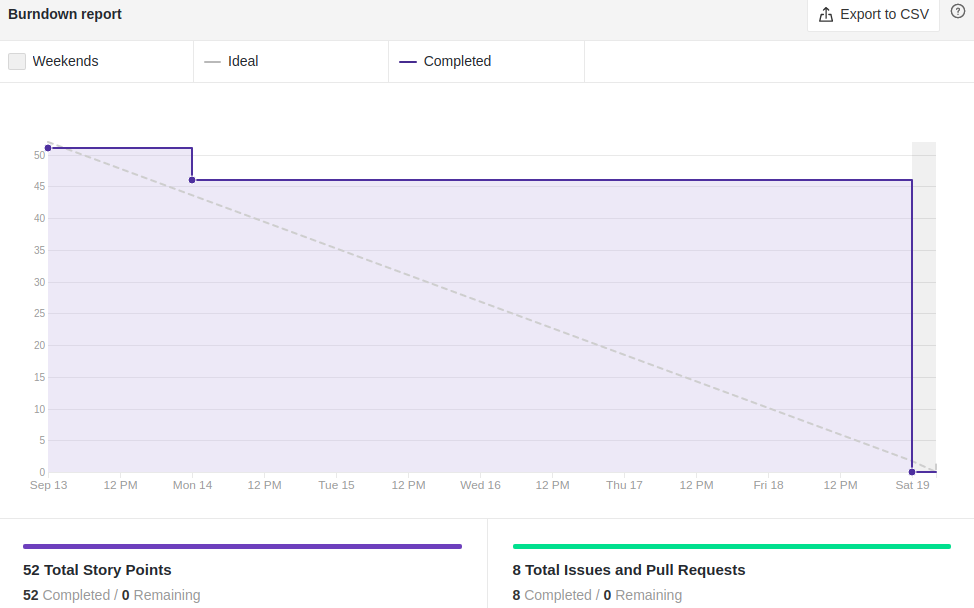 Burndown report
Export to CSV
?
Weekends
Ideal
Completed
50
45
40
35
30
25
20
15
10
5
0
Sep 13 12 PM Mon 14 12 PM Tue 15 12 PM Wed 16 12 PM Thu 17 12 PM Fri 18 12 PM Sat 19
52 Total Story Points
52 Completed / 0 Remaining
8 Total Issues and Pull Requests
8 Completed / 0 Remaining